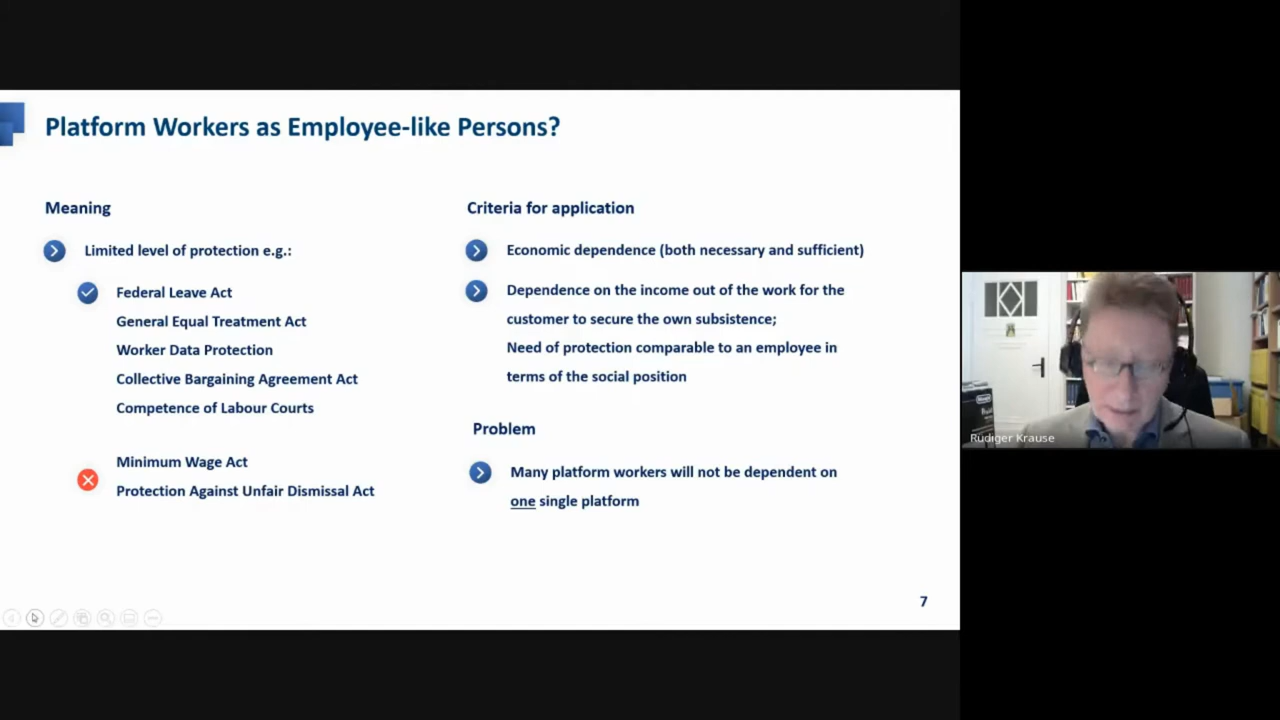 Platform Workers as Employee-like Persons?
Meaning
Limited level of protection e.g.:
Federal Leave Act
General Equal Treatment Act
Worker Data Protection
Collective Bargaining Agreement Act
Competence of Labour Courts
Minimum Wage Act
Protection Against Unfair Dismissal Act
Criteria for application
Economic dependence (both necessary and sufficient)
Dependence on the income out of the work for the
customer to secure the own subsistence;
Need of protection comparable to an employee in
terms of the social position
Problem
Many platform workers will not be dependent on
one single platform
7
Rüdiger Krause